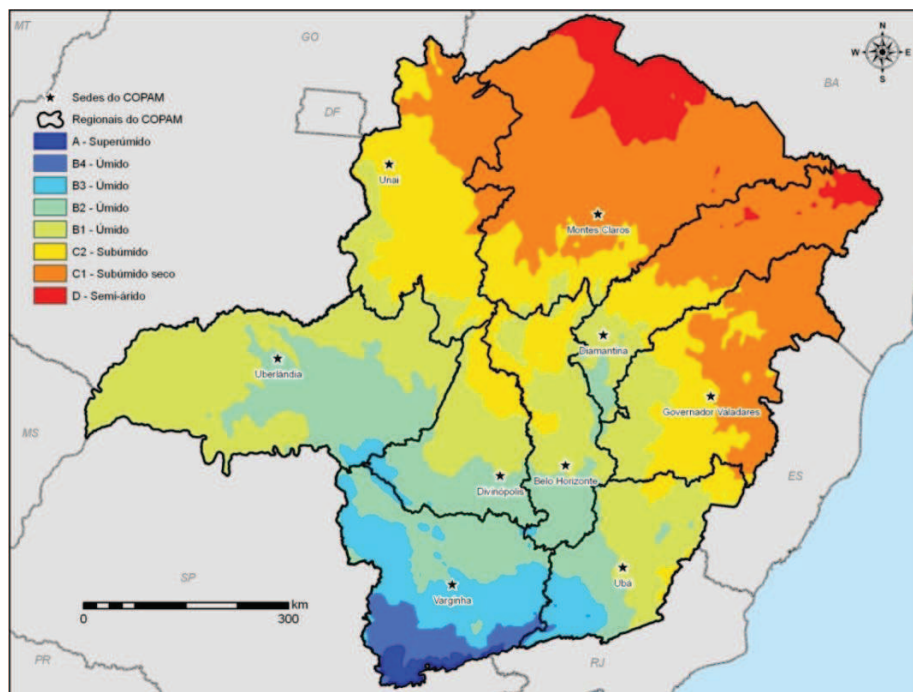 MT
GO
N
W E
S
DF
BA
Sedes do COPAM
Regionais do COPAM
A - Superúmido
B4 - Úmido
B3 - Úmido
B2 - Úmido
B1 - Úmido
C2 - Subúmido
C1 - Subúmido seco
D - Semi-árido
Unaí
Montes Claros
Diamantina
Uberlândia
Governador Valadares
MS
Divinópolis
Belo Horizonte
ES
Ubá
SP
Varginha
km
0 300
PR
RJ